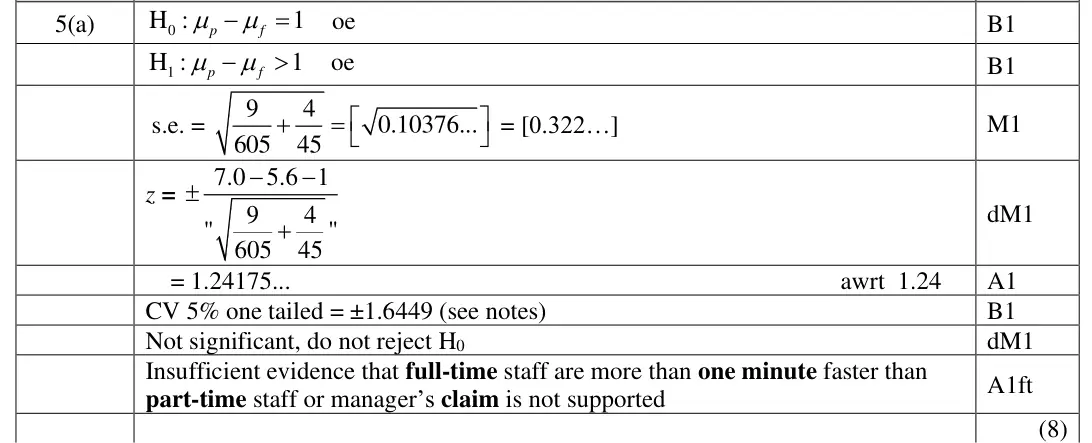 5(a) H₀ : μₚ − μ_f = 1 oe B1
H₁ : μₚ − μ_f > 1 oe B1
s.e. = √(9/605 + 4/45) = [√0.10376...] = [0.322…] M1
z = ± (7.0 − 5.6 − 1) / "√(9/605 + 4/45)" dM1
= 1.24175... awrt 1.24 A1
CV 5% one tailed = ±1.6449 (see notes) B1
Not significant, do not reject H₀ dM1
Insufficient evidence that full-time staff are more than one minute faster than
part-time staff or manager’s claim is not supported A1ft
(8)